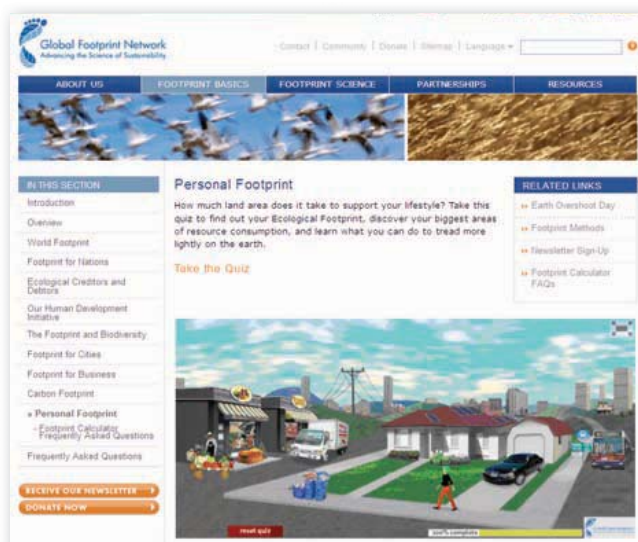 Global Footprint Network
Advancing the Science of Sustainability
Contact | Community | Donate | Sitemap | Language
ABOUT US
FOOTPRINT BASICS
FOOTPRINT SCIENCE
PARTNERSHIPS
RESOURCES
IN THIS SECTION
Introduction
Overview
World Footprint
Footprint for Nations
Ecological Creditors and
Debtors
Our Human Development
Initiative
The Footprint and Biodiversity
Footprint for Cities
Footprint for Business
Carbon Footprint
» Personal Footprint
- Footprint Calculator
Frequently Asked Questions
Frequently Asked Questions
RECEIVE OUR NEWSLETTER
DONATE NOW
Personal Footprint
How much land area does it take to support your lifestyle? Take this
quiz to find out your Ecological Footprint, discover your biggest areas
of resource consumption, and learn what you can do to tread more
lightly on the earth.
Take the Quiz
RELATED LINKS
›› Earth Overshoot Day
›› Footprint Methods
›› Newsletter Sign-Up
›› Footprint Calculator
FAQs
reset quiz
100% complete